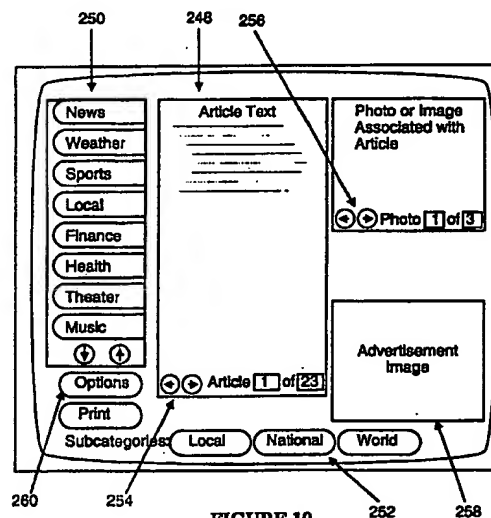 250
248
256
News
Weather
Sports
Local
Finance
Health
Theater
Music
Options
Print
Article Text
Article 1 of 23
Photo or Image
Associated with
Article
Photo 1 of 3
Advertisement
Image
Subcategories: Local National World
260
254
252
258
FIGURE 10